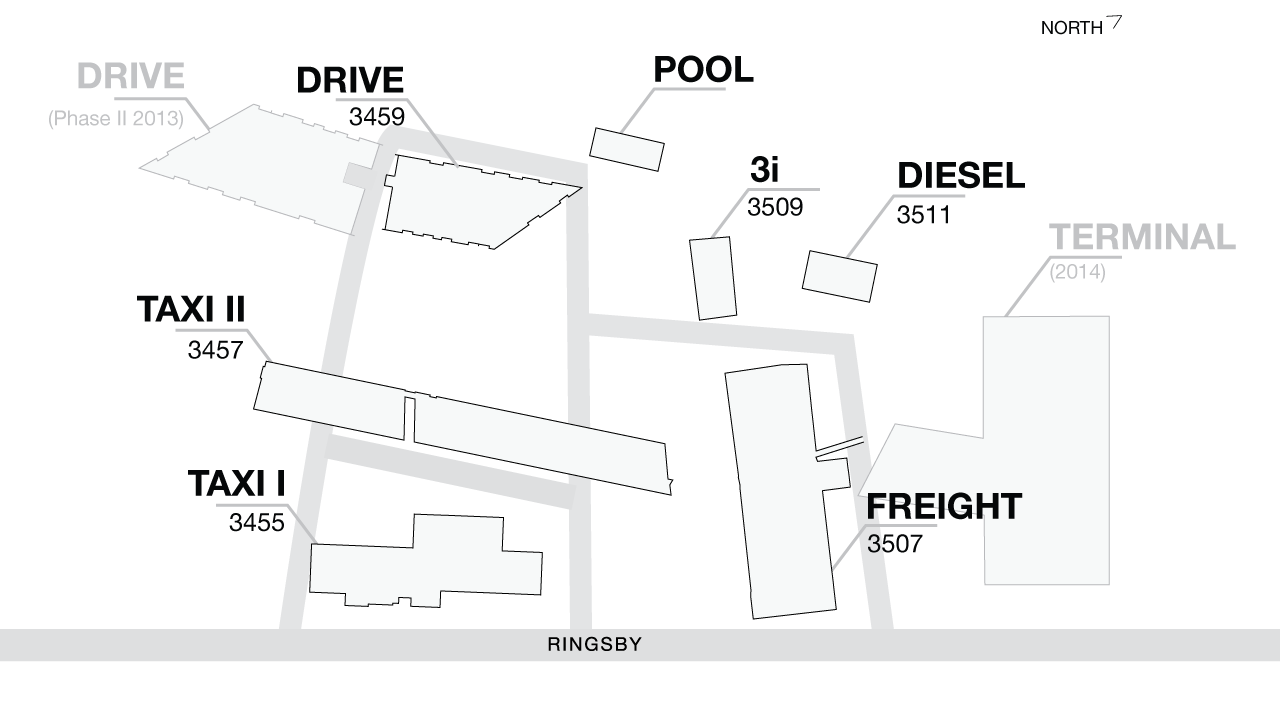 NORTH
DRIVE
(Phase II 2013)
DRIVE
3459
POOL
3i
3509
DIESEL
3511
TERMINAL
(2014)
TAXI II
3457
TAXI I
3455
FREIGHT
3507
RINGSBY